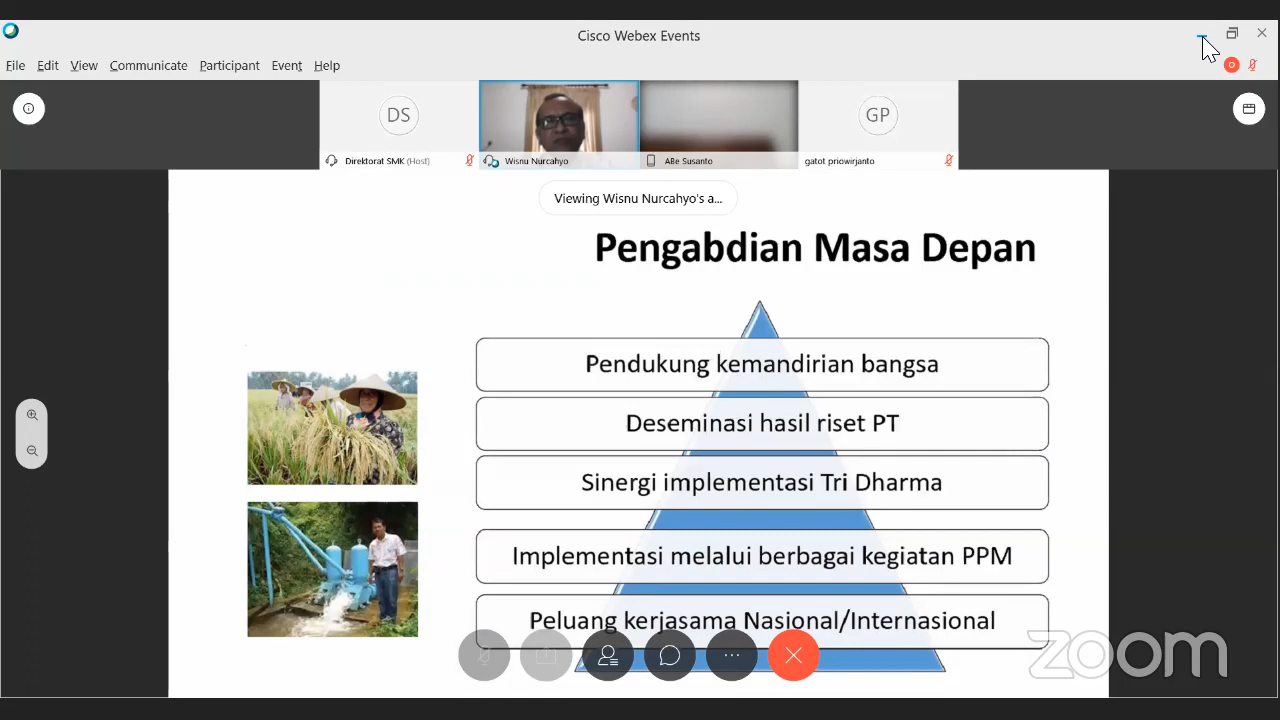 Cisco Webex Events
File Edit View Communicate Participant Event Help
DS
GP
Direktorat SMK (Host)
Wisnu Nurcahyo
ABe Susanto
gatot priowirjanto
Viewing Wisnu Nurcahyo's a...
Pengabdian Masa Depan
Pendukung kemandirian bangsa
Deseminasi hasil riset PT
Sinergi implementasi Tri Dharma
Implementasi melalui berbagai kegiatan PPM
Peluang kerjasama Nasional/Internasional
zoom